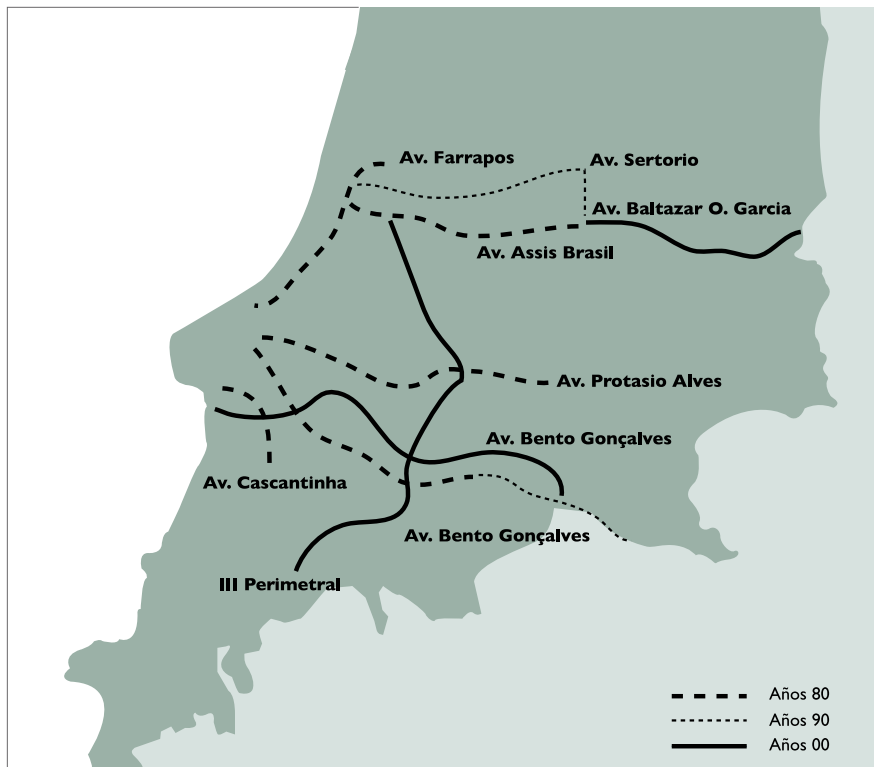 Av. Farrapos
Av. Sertorio
Av. Baltazar O. Garcia
Av. Assis Brasil
Av. Protasio Alves
Av. Bento Gonçalves
Av. Cascantinha
Av. Bento Gonçalves
III Perimetral
Años 80
Años 90
Años 00